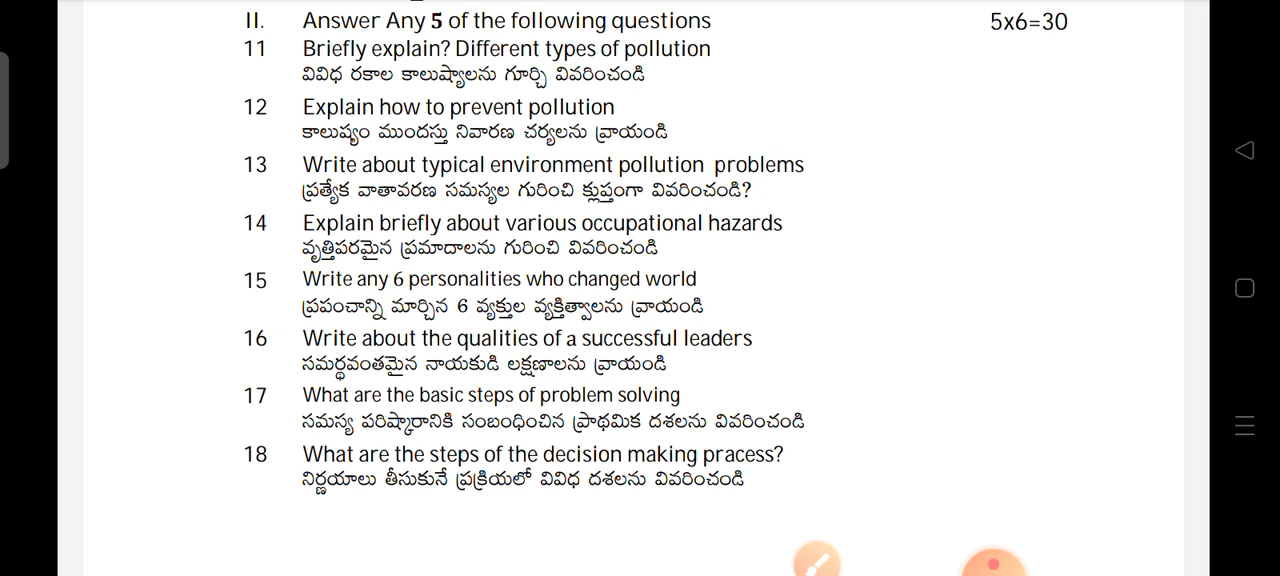 II. Answer Any 5 of the following questions 5x6=30
11 Briefly explain? Different types of pollution
వివిధ రకాల కాలుష్యాలను గూర్చి వివరించండి
12 Explain how to prevent pollution
కాలుష్యం ముందస్తు నివారణ చర్యలను వ్రాయండి
13 Write about typical environment pollution problems
ప్రత్యేక వాతావరణ సమస్యల గురించి క్లుప్తంగా వివరించండి?
14 Explain briefly about various occupational hazards
వృత్తిపరమైన ప్రమాదాలను గురించి వివరించండి
15 Write any 6 personalities who changed world
ప్రపంచాన్ని మార్చిన 6 వ్యక్తుల వ్యక్తిత్వాలను వ్రాయండి
16 Write about the qualities of a successful leaders
సమర్థవంతమైన నాయకుడి లక్షణాలను వ్రాయండి
17 What are the basic steps of problem solving
సమస్య పరిష్కారానికి సంబంధించిన ప్రాథమిక దశలను వివరించండి
18 What are the steps of the decision making pracess?
నిర్ణయాలు తీసుకునే ప్రక్రియలో వివిధ దశలను వివరించండి